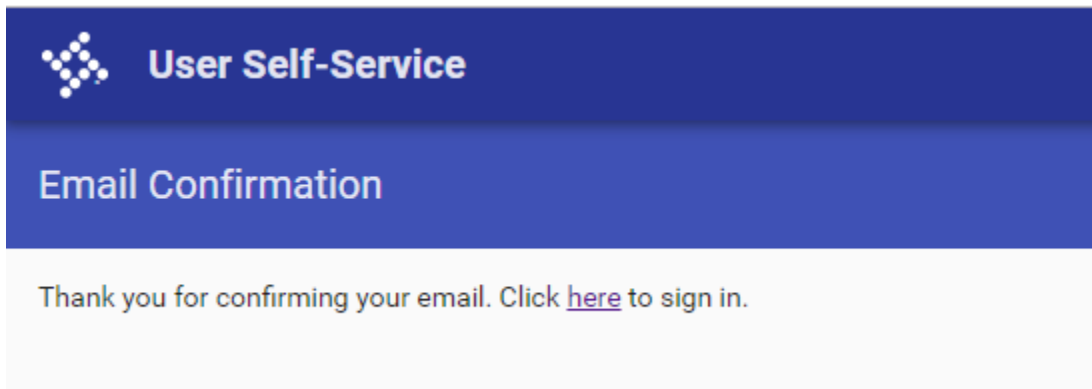 User Self-Service
Email Confirmation
Thank you for confirming your email. Click here to sign in.